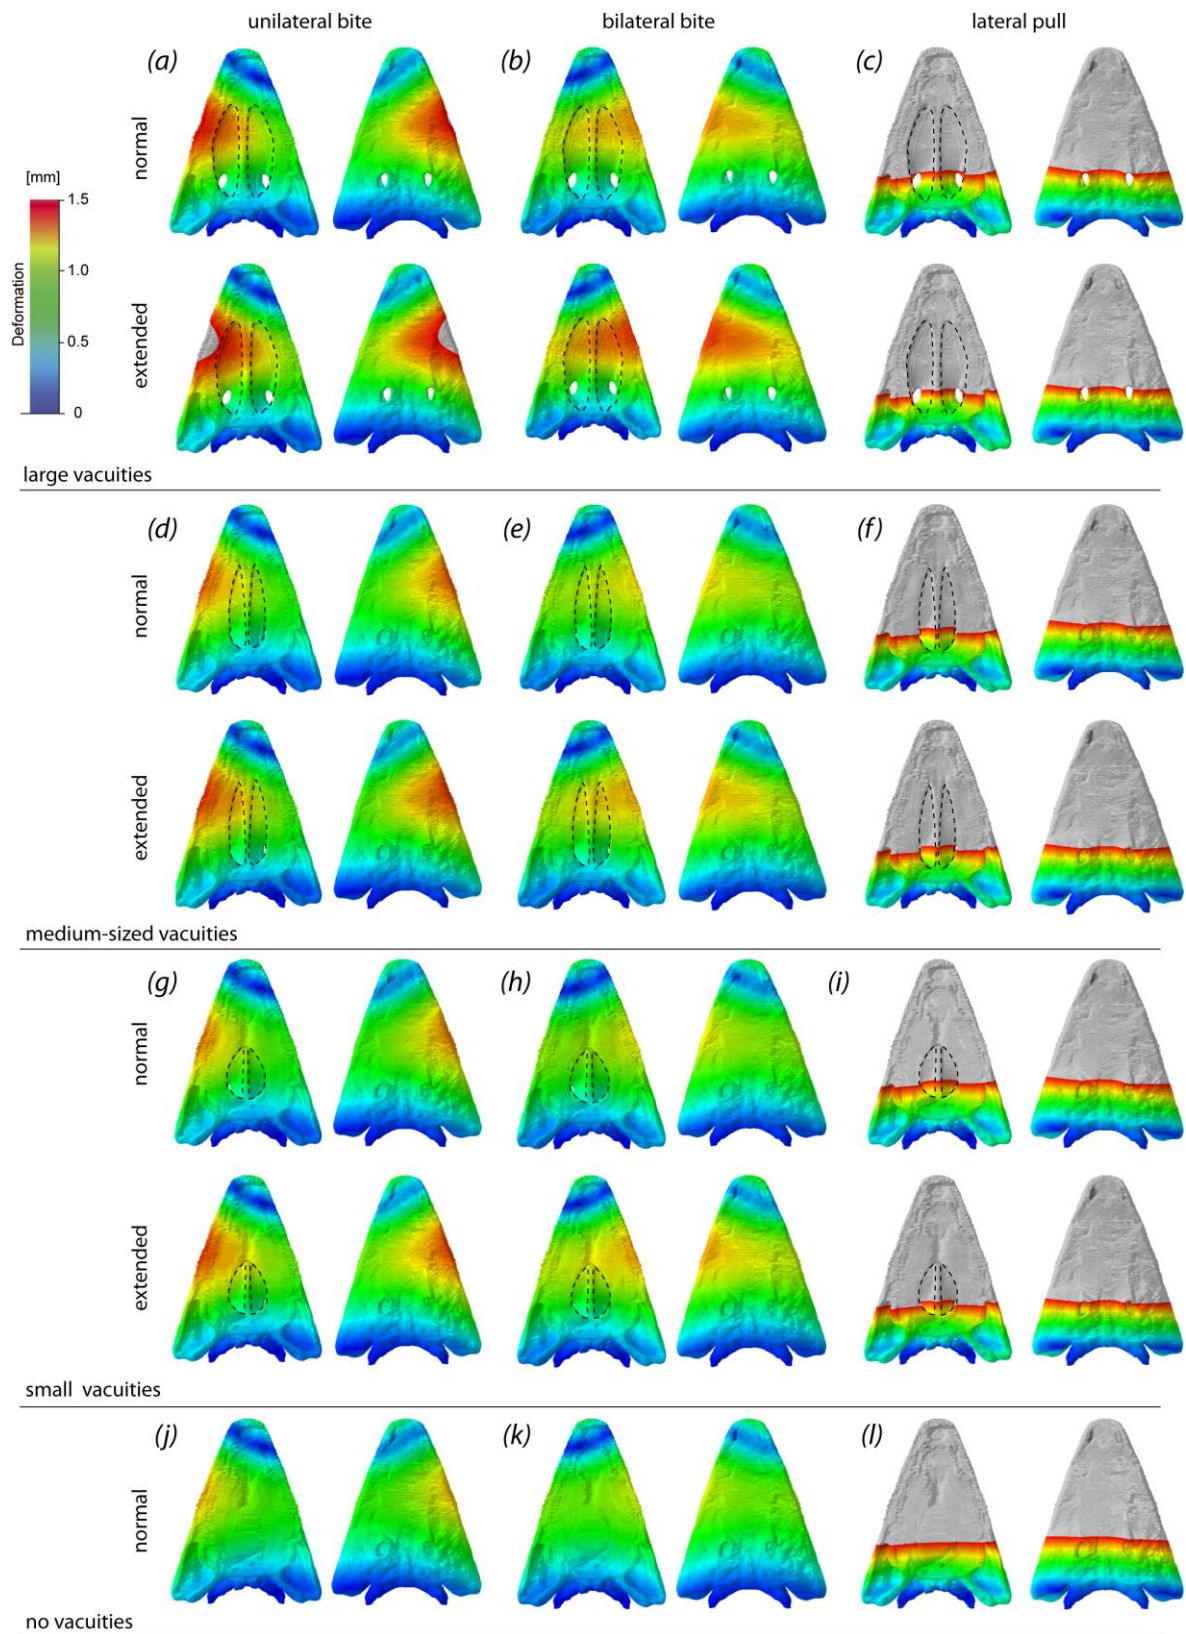 unilateral bite
bilateral bite
lateral pull
(a)
(b)
(c)
normal
[mm]
1.5
1.0
0.5
0
Deformation
extended
large vacuities
(d)
(e)
(f)
normal
extended
medium-sized vacuities
(g)
(h)
(i)
normal
extended
small vacuities
(j)
(k)
(l)
normal
no vacuities